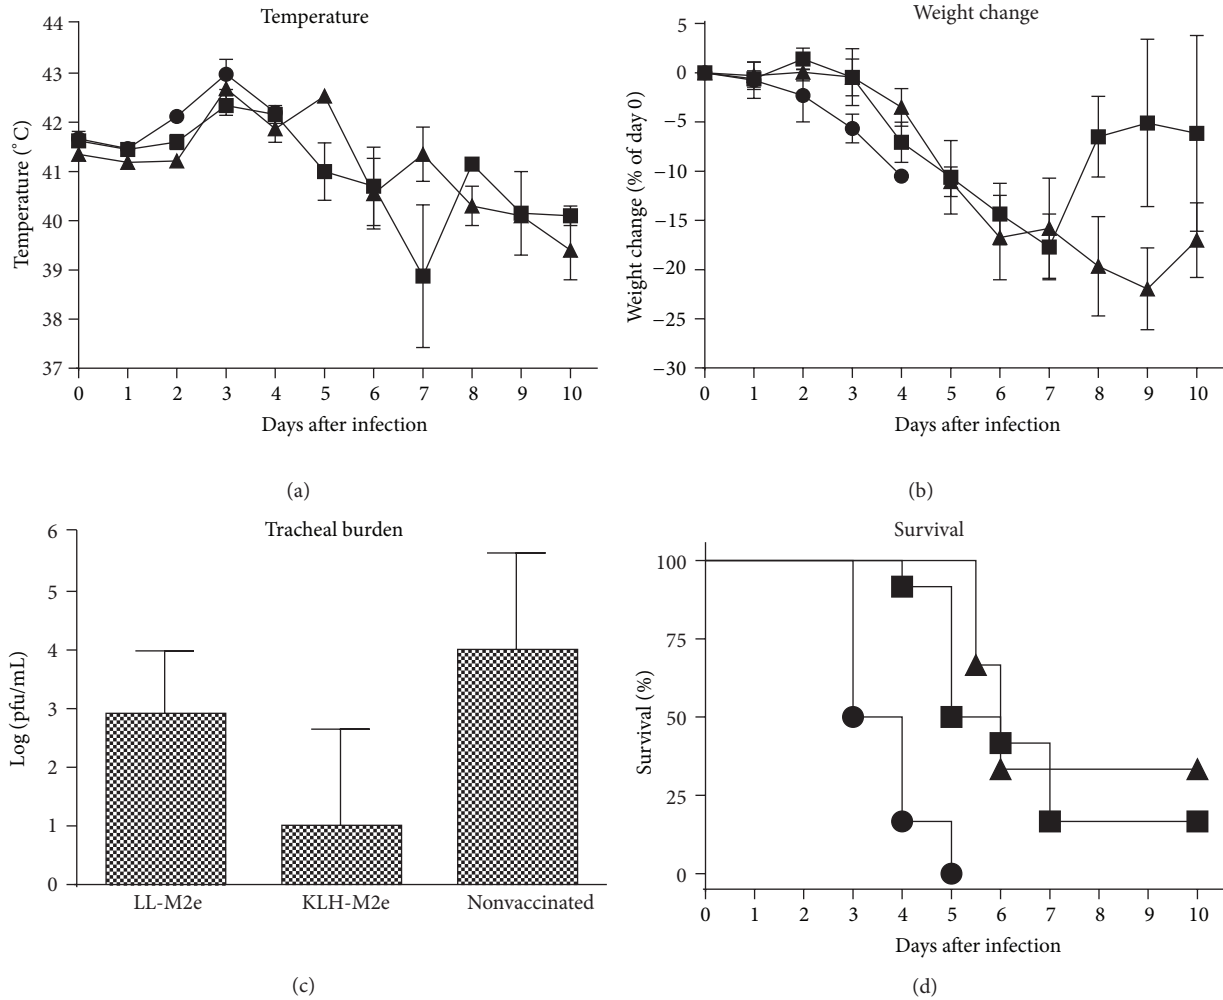 Temperature
44
43
42
41
40
39
38
37
Temperature (°C)
0 1 2 3 4 5 6 7 8 9 10
Days after infection
(a)
Weight change
5
0
−5
−10
−15
−20
−25
−30
Weight change (% of day 0)
0 1 2 3 4 5 6 7 8 9 10
Days after infection
(b)
Tracheal burden
6
5
4
3
2
1
0
Log (pfu/mL)
LL-M2e KLH-M2e Nonvaccinated
(c)
Survival
100
75
50
25
0
Survival (%)
0 1 2 3 4 5 6 7 8 9 10
Days after infection
(d)